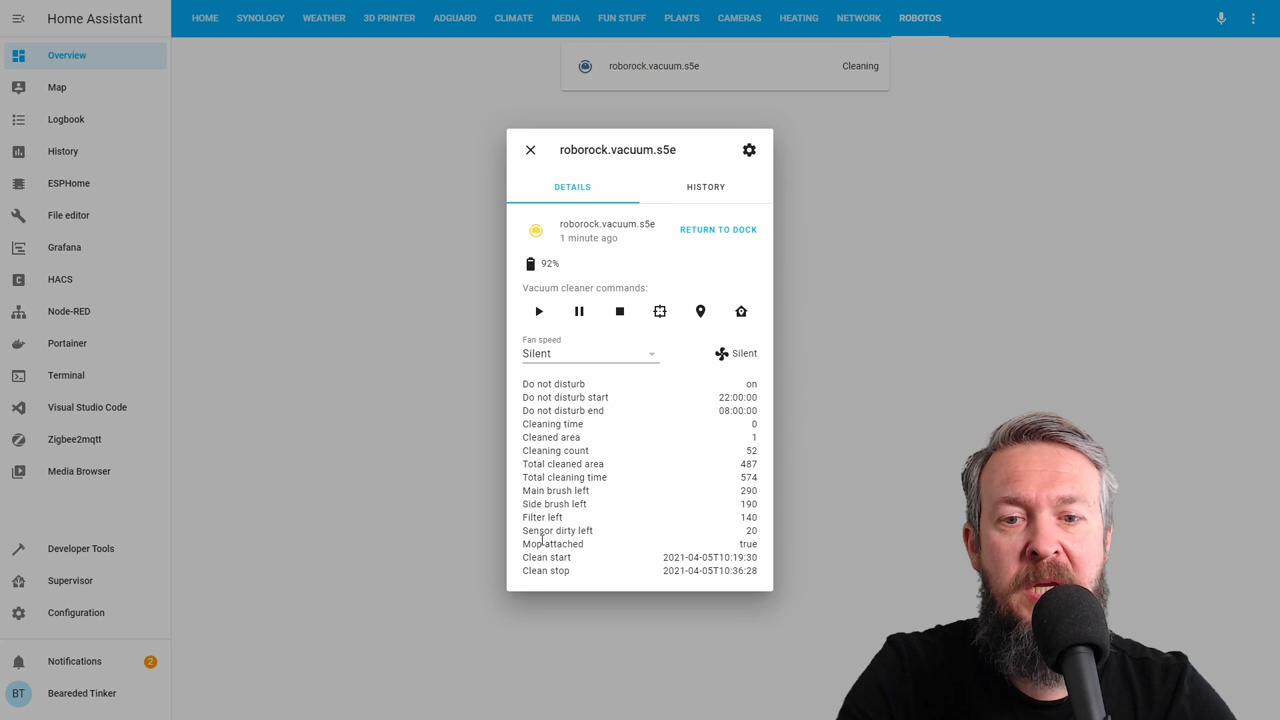 Home Assistant
HOME SYNOLOGY WEATHER 3D PRINTER ADGUARD CLIMATE MEDIA FUN STUFF PLANTS CAMERAS HEATING NETWORK ROBOTOS
Overview
Map
Logbook
History
ESPHome
File editor
Grafana
HACS
Node-RED
Portainer
Terminal
Visual Studio Code
Zigbee2mqtt
Media Browser
Developer Tools
Supervisor
Configuration
Notifications 2
BT Beareded Tinker
roborock.vacuum.s5e Cleaning
roborock.vacuum.s5e
DETAILS HISTORY
roborock.vacuum.s5e
1 minute ago
RETURN TO DOCK
92%
Vacuum cleaner commands:
Fan speed
Silent Silent
Do not disturb on
Do not disturb start 22:00:00
Do not disturb end 08:00:00
Cleaning time 0
Cleaned area 1
Cleaning count 52
Total cleaned area 487
Total cleaning time 574
Main brush left 290
Side brush left 190
Filter left 140
Sensor dirty left 20
Mop attached true
Clean start 2021-04-05T10:19:30
Clean stop 2021-04-05T10:36:28